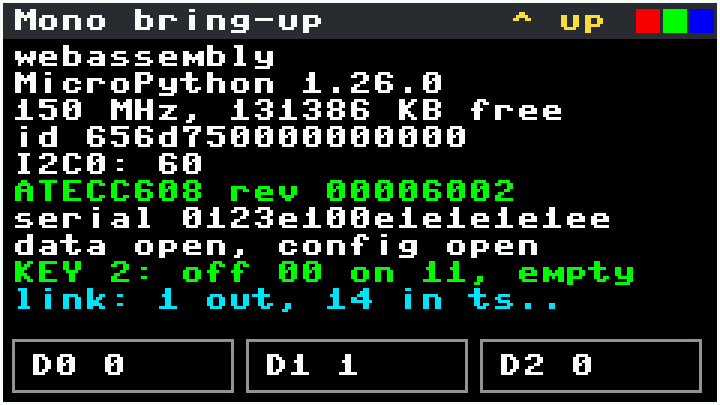 Mono bring-up ^ up
webassembly
MicroPython 1.26.0
150 MHz, 131386 KB free
id 656d750000000000
I2C0: 60
ATECC608 rev 00006002
serial 0123e100e1e1e1e1ee
data open, config open
KEY 2: off 00 on 11, empty
link: 1 out, 14 in ts..
D0 0 D1 1 D2 0